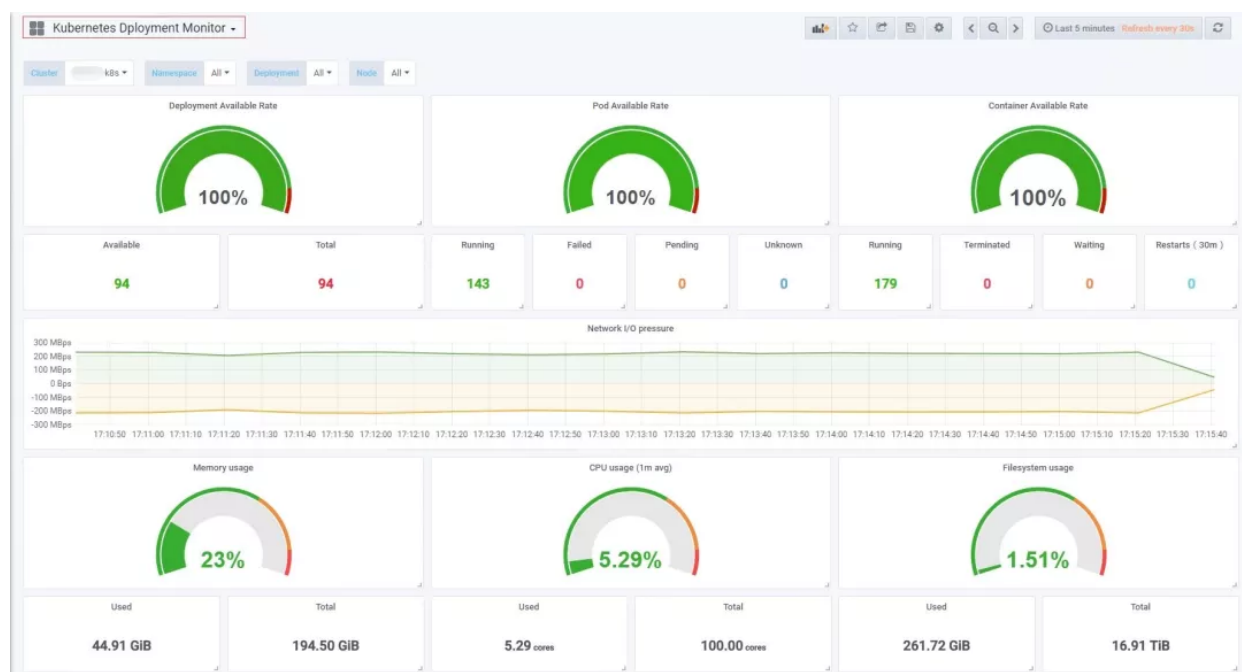 Kubernetes Dployment Monitor
Last 5 minutes Refresh every 30s
Cluster k8s Namespace All Deployment All Node All
Deployment Available Rate Pod Available Rate Container Available Rate
100% 100% 100%
Available Total Running Failed Pending Unknown Running Terminated Waiting Restarts ( 30m )
94 94 143 0 0 0 179 0 0 0
Network I/O pressure
300 MBps
200 MBps
100 MBps
0 Bps
-100 MBps
-200 MBps
-300 MBps
17:10:50 17:11:00 17:11:10 17:11:20 17:11:30 17:11:40 17:11:50 17:12:00 17:12:10 17:12:20 17:12:30 17:12:40 17:12:50 17:13:00 17:13:10 17:13:20 17:13:30 17:13:40 17:13:50 17:14:00 17:14:10 17:14:20 17:14:30 17:14:40 17:14:50 17:15:00 17:15:10 17:15:20 17:15:30 17:15:40
Memory usage CPU usage (1m avg) Filesystem usage
23% 5.29% 1.51%
Used Total Used Total Used Total
44.91 GiB 194.50 GiB 5.29 cores 100.00 cores 261.72 GiB 16.91 TiB